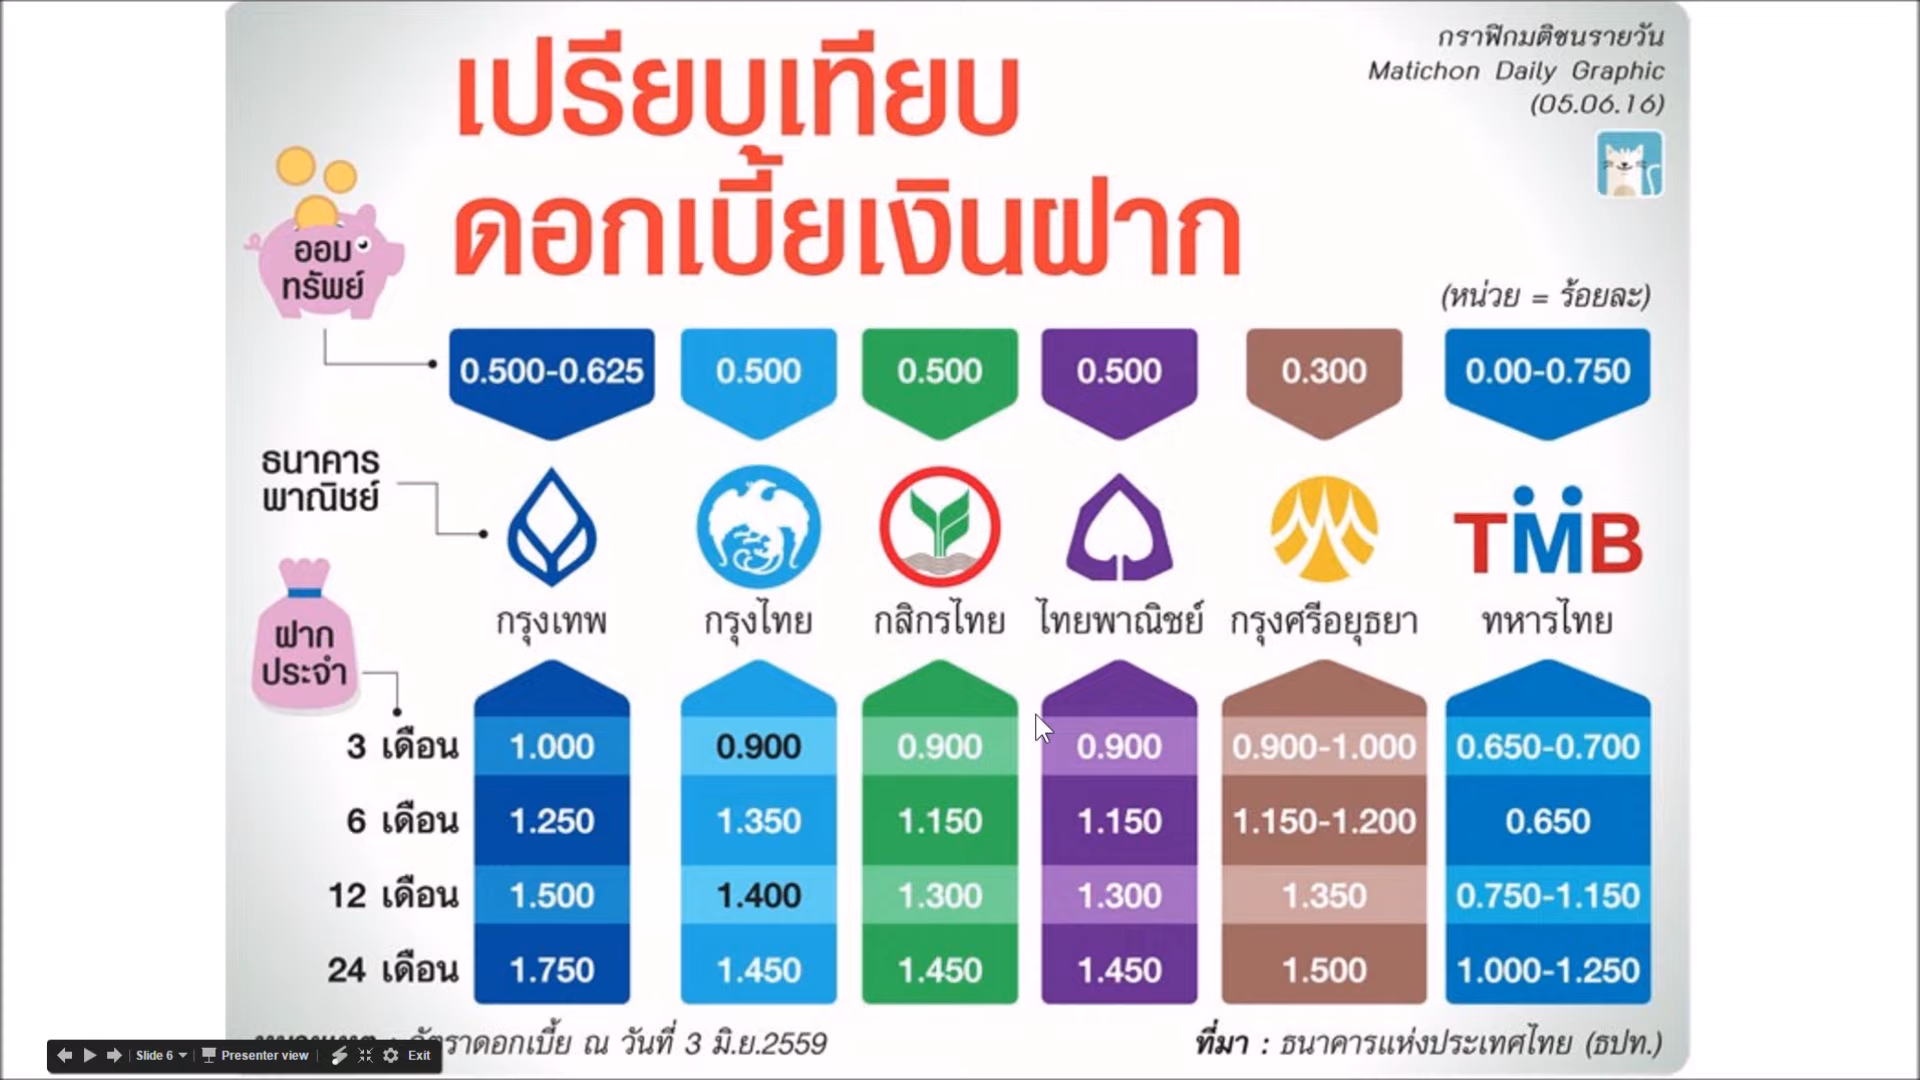 เปรียบเทียบ
ดอกเบี้ยเงินฝาก
กราฟิกมติชนรายวัน
Matichon Daily Graphic
(05.06.16)
ออม
ทรัพย์
(หน่วย = ร้อยละ)
0.500-0.625 0.500 0.500 0.500 0.300 0.00-0.750
ธนาคาร
พาณิชย์
TMB
กรุงเทพ กรุงไทย กสิกรไทย ไทยพาณิชย์ กรุงศรีอยุธยา ทหารไทย
ฝาก
ประจำ
3 เดือน 1.000 0.900 0.900 0.900 0.900-1.000 0.650-0.700
6 เดือน 1.250 1.350 1.150 1.150 1.150-1.200 0.650
12 เดือน 1.500 1.400 1.300 1.300 1.350 0.750-1.150
24 เดือน 1.750 1.450 1.450 1.450 1.500 1.000-1.250
ดอกเบี้ย ณ วันที่ 3 มิ.ย.2559
ที่มา : ธนาคารแห่งประเทศไทย (ธปท.)
Slide 6 Presenter view Exit